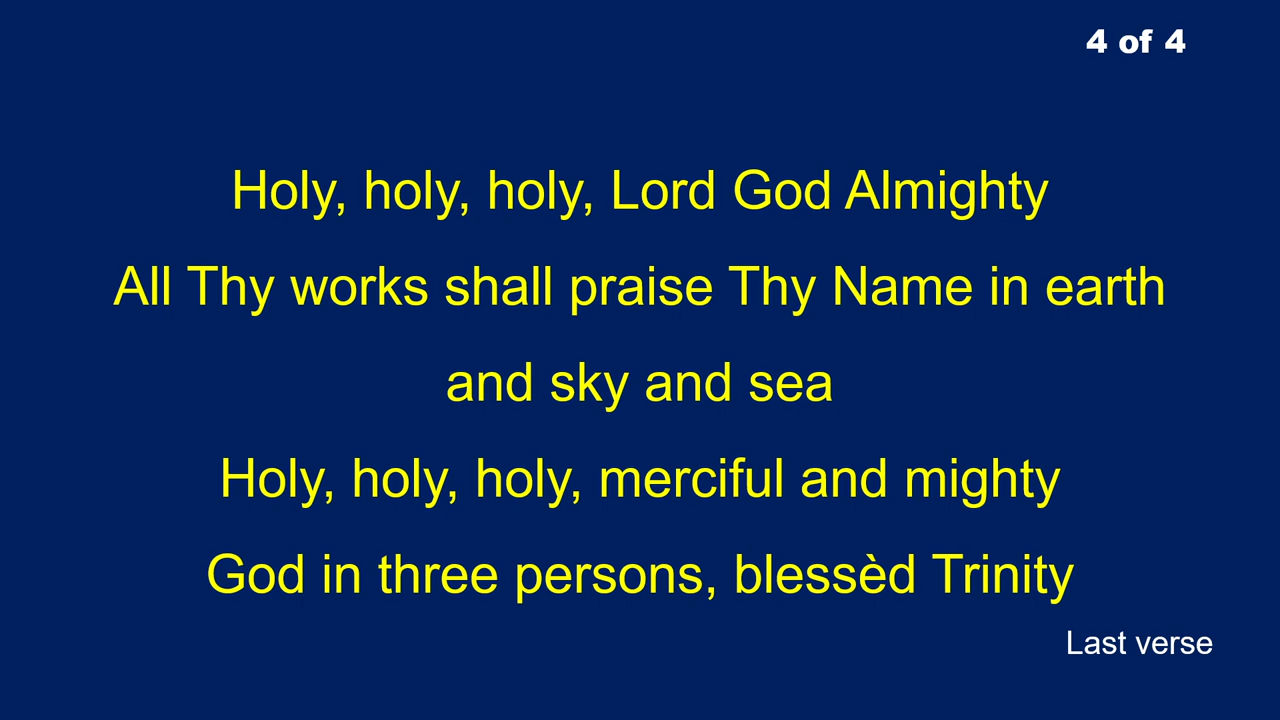 4 of 4
Holy, holy, holy, Lord God Almighty
All Thy works shall praise Thy Name in earth
and sky and sea
Holy, holy, holy, merciful and mighty
God in three persons, blessèd Trinity
Last verse